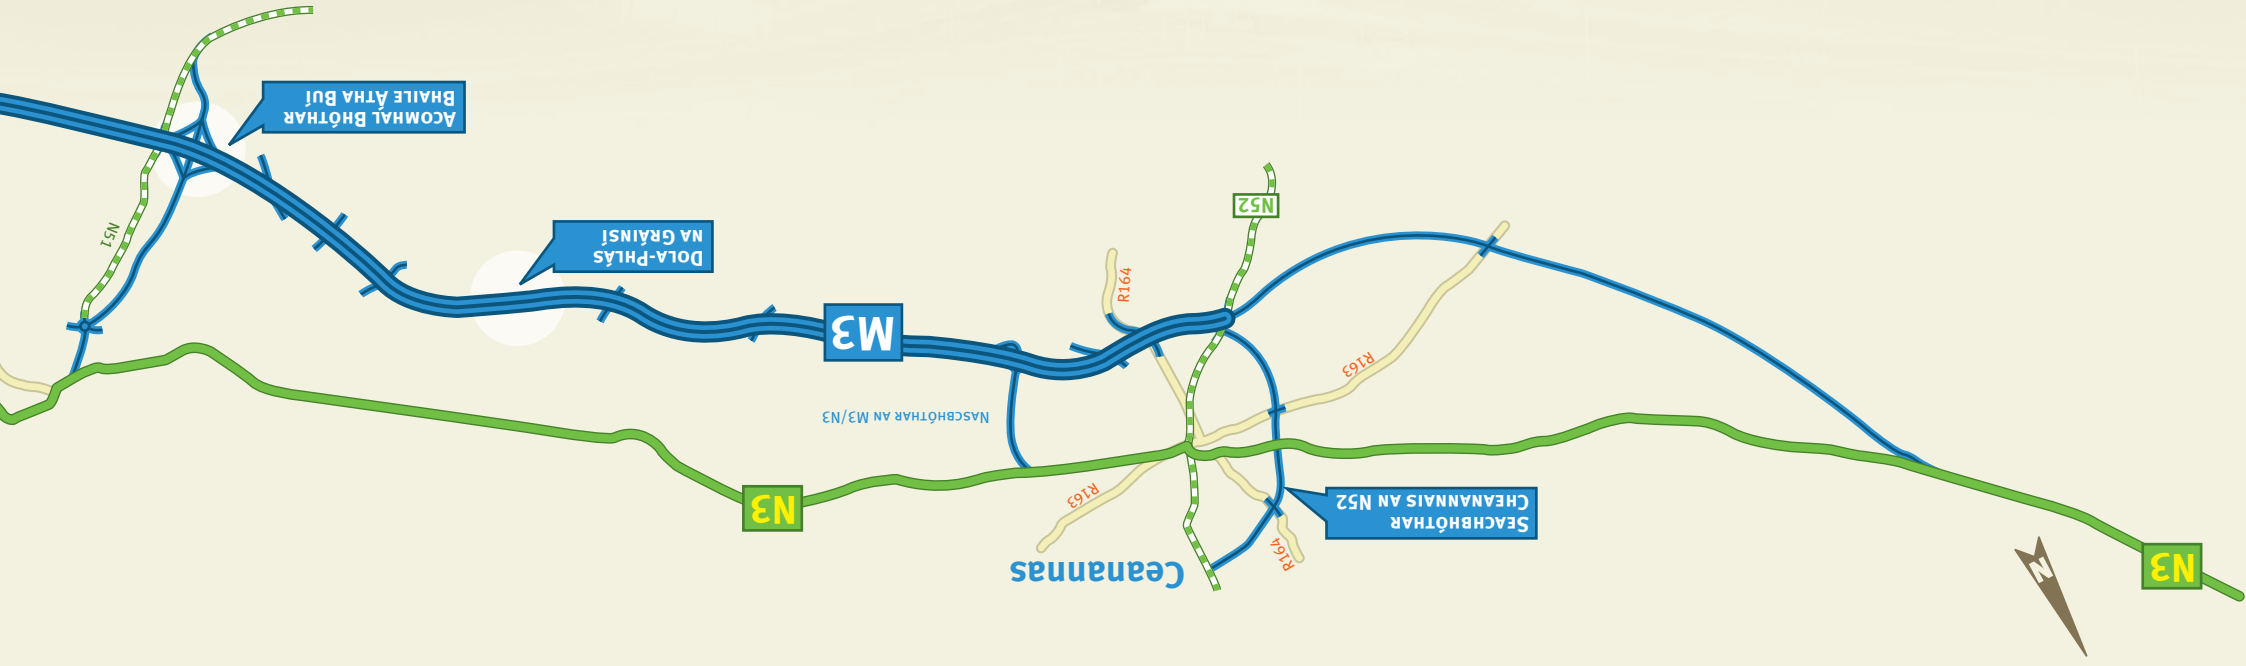 N3
N
Ceanannas
R164
SEACHBHÓTHAR
CHEANANNAIS AN N52
N3
R163
NASCBHÓTHAR AN M3/N3
R163
M3
R164
DOLA-PHLÁS
NA GRÁINSÍ
N51
N52
ACOMHAL BHÓTHAR
BHAILE ÁTHA BUÍ